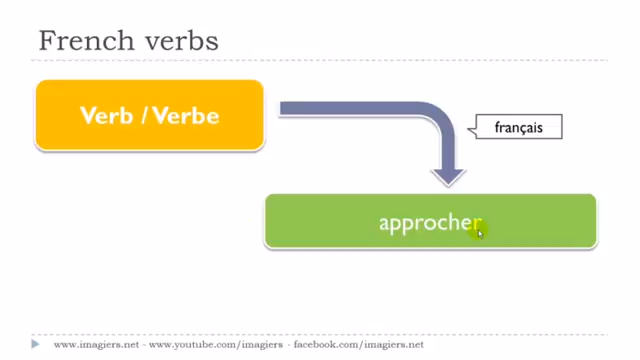 French verbs
Verb / Verbe
français
approcher
www.imagiers.net - www.youtube.com/imagiers - facebook.com/imagiers.net